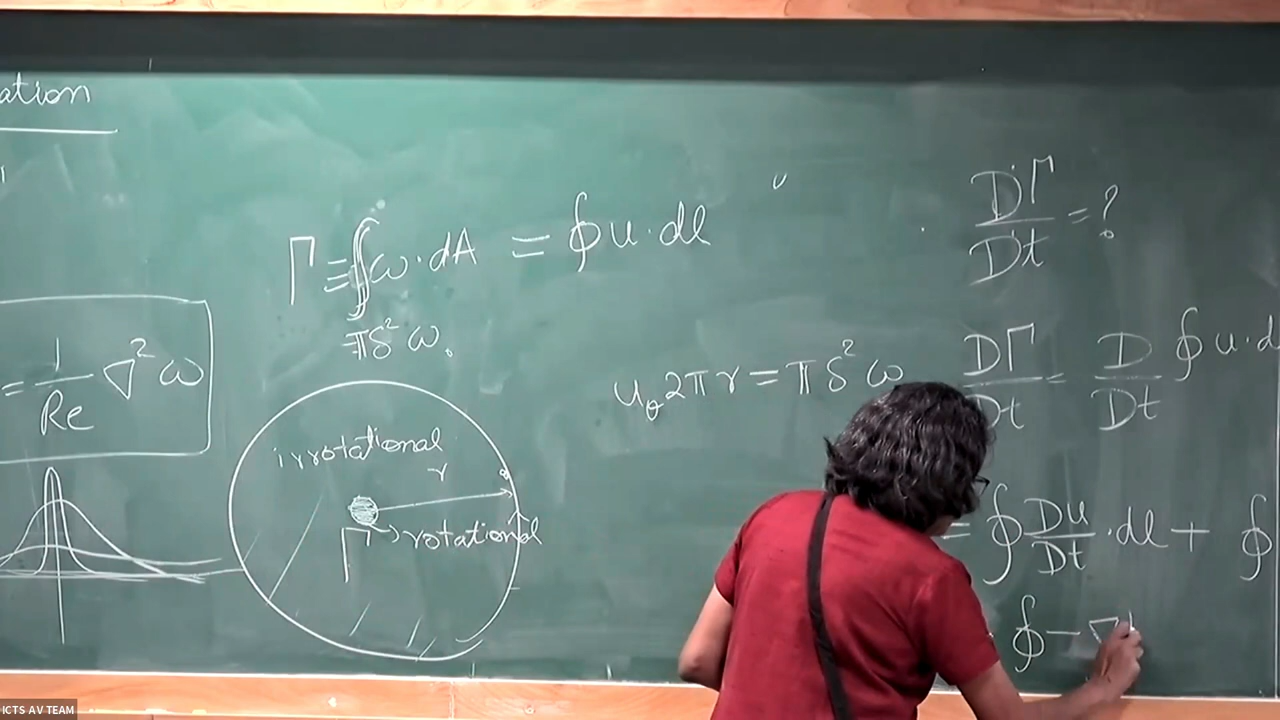 ation
Γ ≡ ∬ω·dA = ∮u·dl
πδ²ω.
= 1/Re ∇²ω
u_θ 2πr = πδ²ω
irrotational
r
Γ → rotational
DΓ/Dt = ?
DΓ/Dt = D/Dt ∮u·d
= ∮ Du/Dt · dl + ∮
∮ − ∇
ICTS AV TEAM